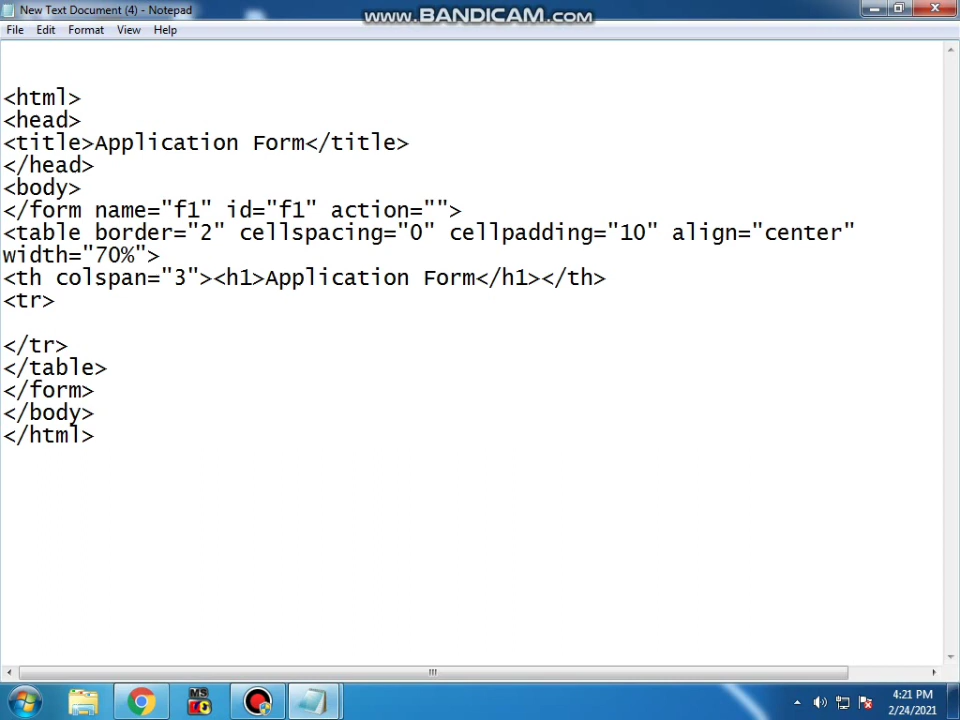 New Text Document (4) - Notepad
www.BANDICAM.com
File Edit Format View Help
<html>
<head>
<title>Application Form</title>
</head>
<body>
</form name="f1" id="f1" action="">
<table border="2" cellspacing="0" cellpadding="10" align="center"
width="70%">
<th colspan="3"><h1>Application Form</h1></th>
<tr>
</tr>
</table>
</form>
</body>
</html>
MS
4:21 PM
2/24/2021